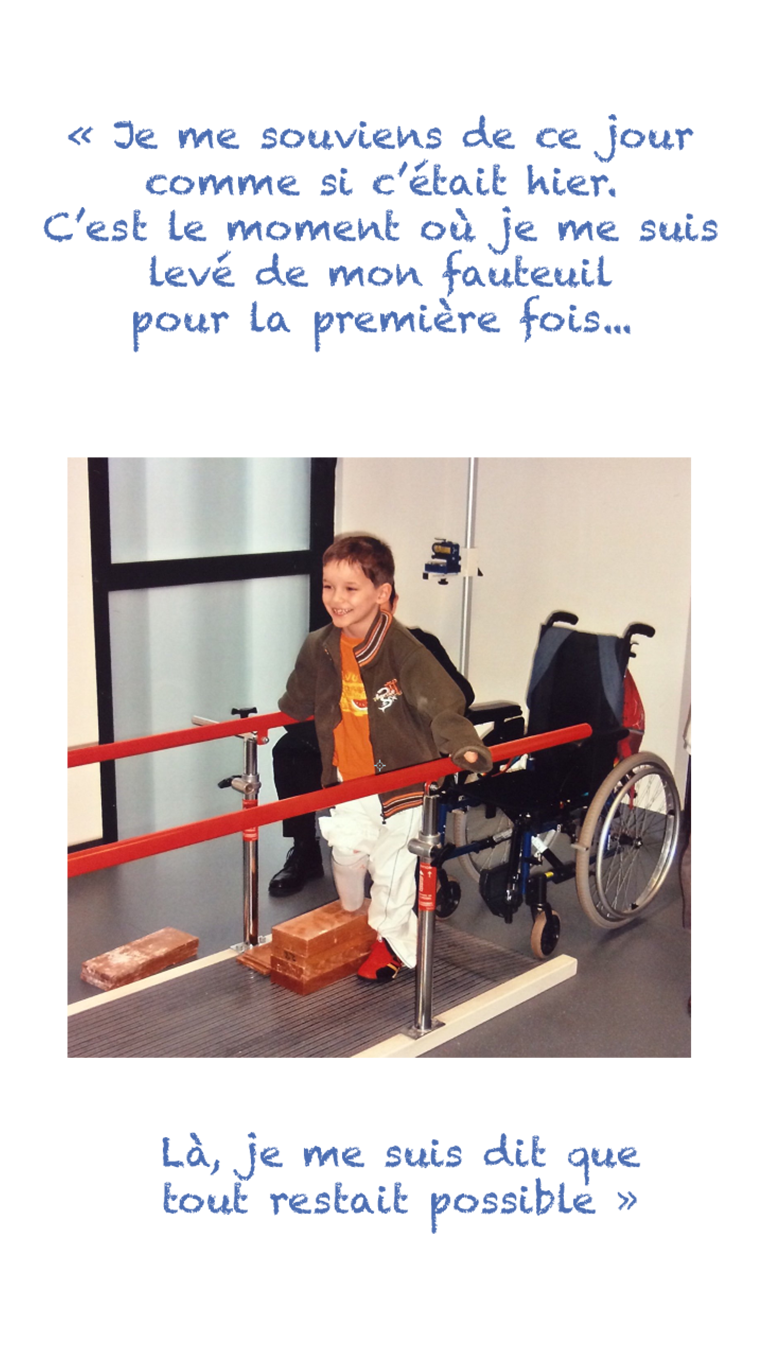 « Je me souviens de ce jour
comme si c’était hier.
C’est le moment où je me suis
levé de mon fauteuil
pour la première fois...
Là, je me suis dit que
tout restait possible »